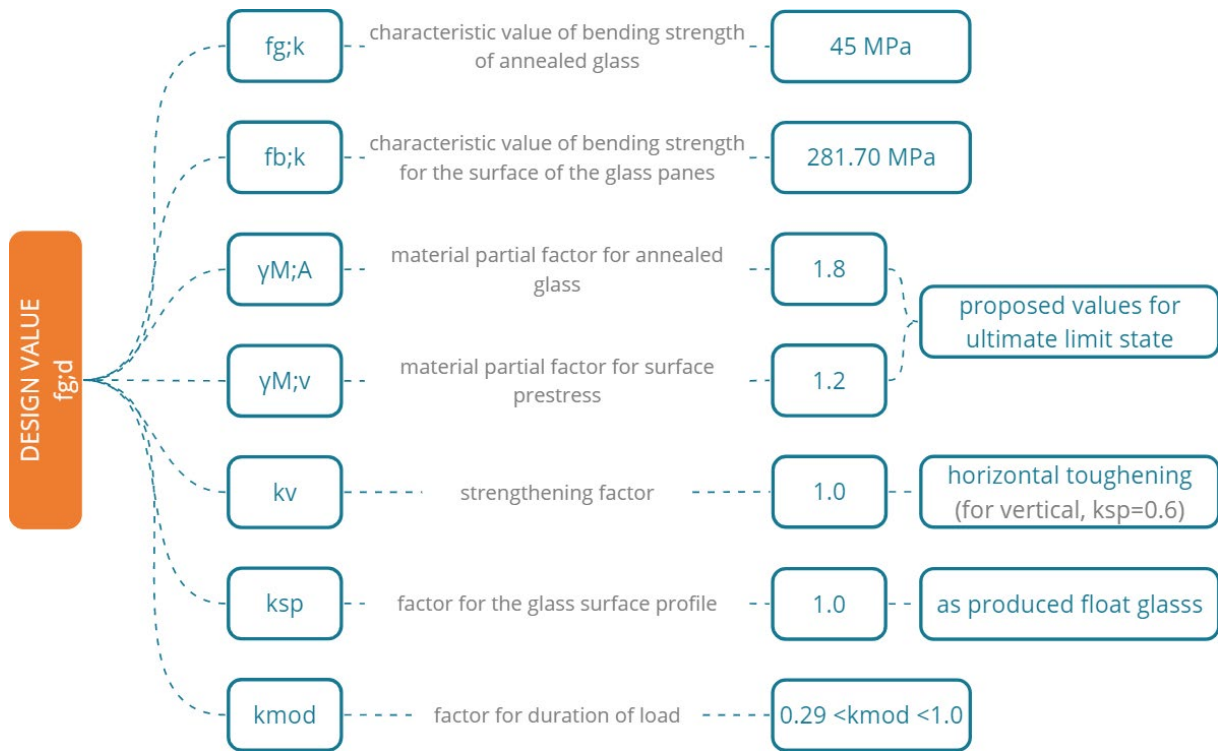 DESIGN VALUE
fg;d
fg;k
characteristic value of bending strength
of annealed glass
45 MPa
fb;k
characteristic value of bending strength
for the surface of the glass panes
281.70 MPa
γM;A
material partial factor for annealed
glass
1.8
proposed values for
ultimate limit state
γM;v
material partial factor for surface
prestress
1.2
kv
strengthening factor
1.0
horizontal toughening
(for vertical, ksp=0.6)
ksp
factor for the glass surface profile
1.0
as produced float glasss
kmod
factor for duration of load
0.29 <kmod <1.0